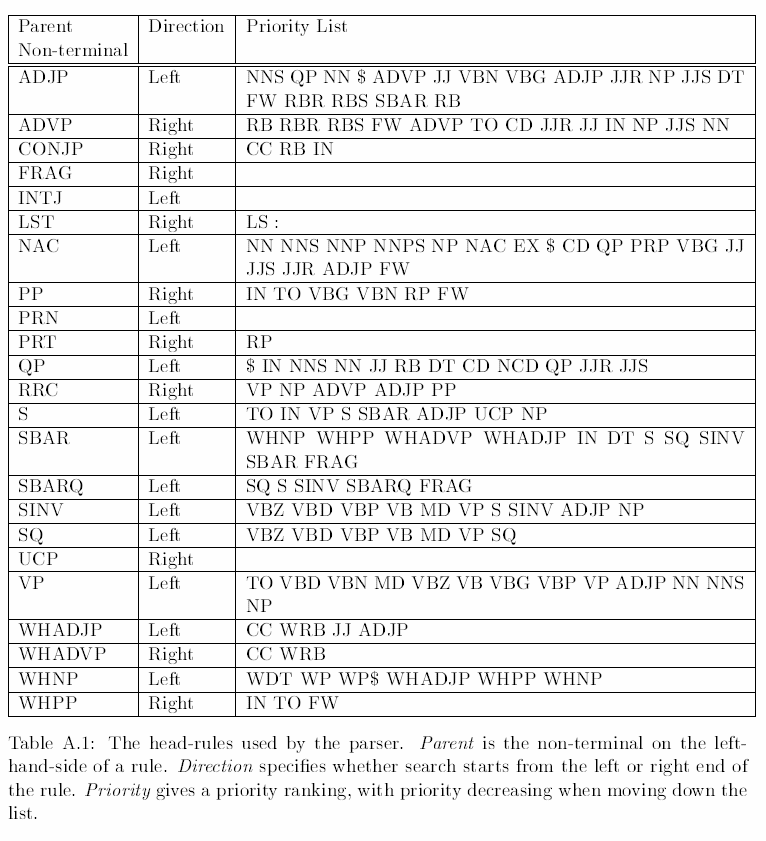 Parent Direction Priority List
Non-terminal
ADJP Left NNS QP NN $ ADVP JJ VBN VBG ADJP JJR NP JJS DT
FW RBR RBS SBAR RB
ADVP Right RB RBR RBS FW ADVP TO CD JJR JJ IN NP JJS NN
CONJP Right CC RB IN
FRAG Right
INTJ Left
LST Right LS :
NAC Left NN NNS NNP NNPS NP NAC EX $ CD QP PRP VBG JJ
JJS JJR ADJP FW
PP Right IN TO VBG VBN RP FW
PRN Left
PRT Right RP
QP Left $ IN NNS NN JJ RB DT CD NCD QP JJR JJS
RRC Right VP NP ADVP ADJP PP
S Left TO IN VP S SBAR ADJP UCP NP
SBAR Left WHNP WHPP WHADVP WHADJP IN DT S SQ SINV
SBAR FRAG
SBARQ Left SQ S SINV SBARQ FRAG
SINV Left VBZ VBD VBP VB MD VP S SINV ADJP NP
SQ Left VBZ VBD VBP VB MD VP SQ
UCP Right
VP Left TO VBD VBN MD VBZ VB VBG VBP VP ADJP NN NNS
NP
WHADJP Left CC WRB JJ ADJP
WHADVP Right CC WRB
WHNP Left WDT WP WP$ WHADJP WHPP WHNP
WHPP Right IN TO FW
Table A.1: The head-rules used by the parser. Parent is the non-terminal on the left-
hand-side of a rule. Direction specifies whether search starts from the left or right end of
the rule. Priority gives a priority ranking, with priority decreasing when moving down the
list.